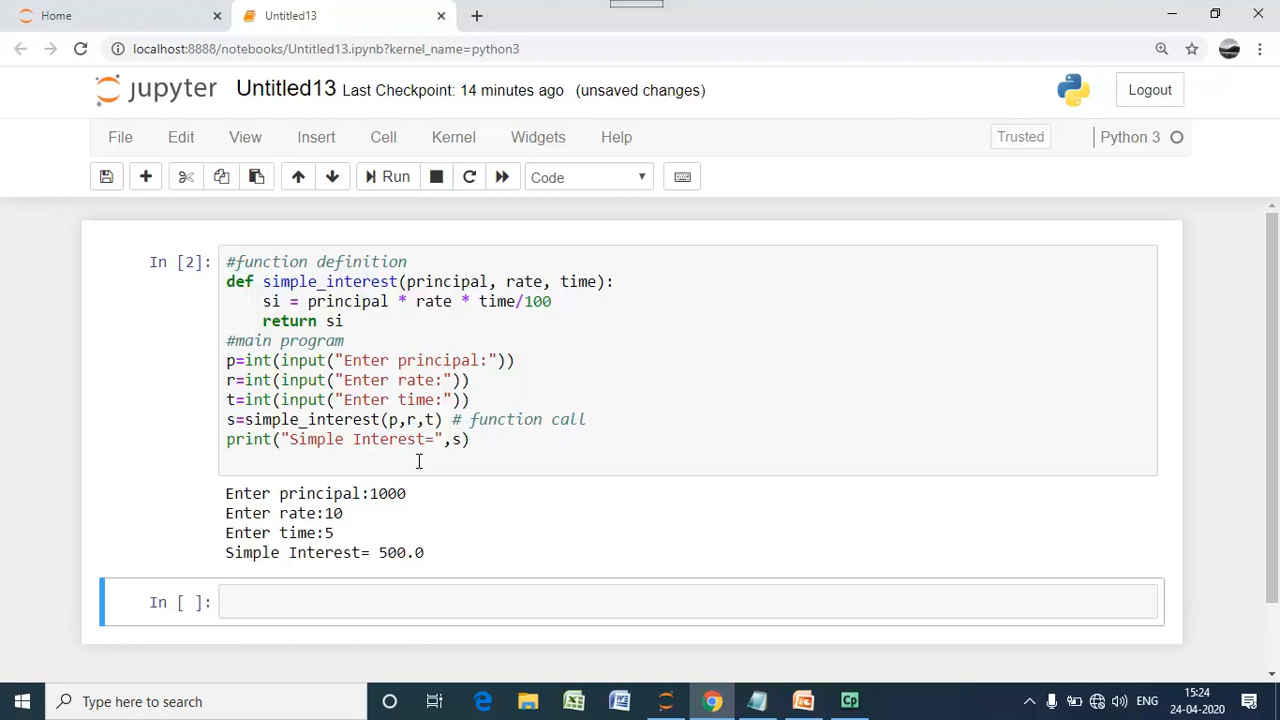 Home
Untitled13
localhost:8888/notebooks/Untitled13.ipynb?kernel_name=python3
jupyter Untitled13 Last Checkpoint: 14 minutes ago (unsaved changes)
Logout
File Edit View Insert Cell Kernel Widgets Help Trusted Python 3
Run Code
In [2]:
#function definition
def simple_interest(principal, rate, time):
    si = principal * rate * time/100
    return si
#main program
p=int(input("Enter principal:"))
r=int(input("Enter rate:"))
t=int(input("Enter time:"))
s=simple_interest(p,r,t) # function call
print("Simple Interest=",s)
Enter principal:1000
Enter rate:10
Enter time:5
Simple Interest= 500.0
In [ ]:
Type here to search
ENG
15:24
24-04-2020